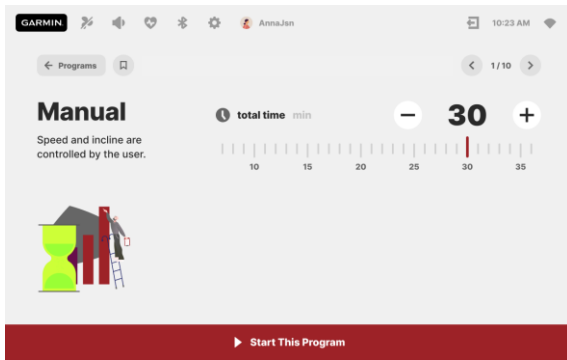 GARMIN.
AnnaJsn
10:23 AM
Programs
1/10
Manual
Speed and incline are
controlled by the user.
total time min
30
10 15 20 25 30 35
Start This Program